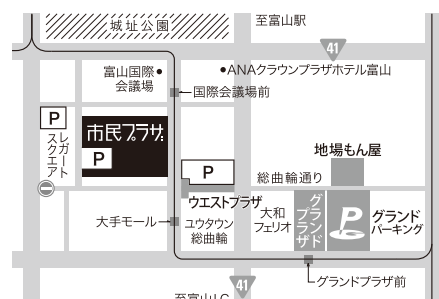 城址公園
至富山駅
41
富山国際
会議場
ANAクラウンプラザホテル富山
国際会議場前
P
レガート
スクエア
市民プラザ
P
P
地場もん屋
総曲輪通り
ウエストプラザ
大手モール
ユウタウン
総曲輪
大和
フェリオ
グランド
プラザ
P
グランド
パーキング
グランドプラザ前
41
至富山I.C